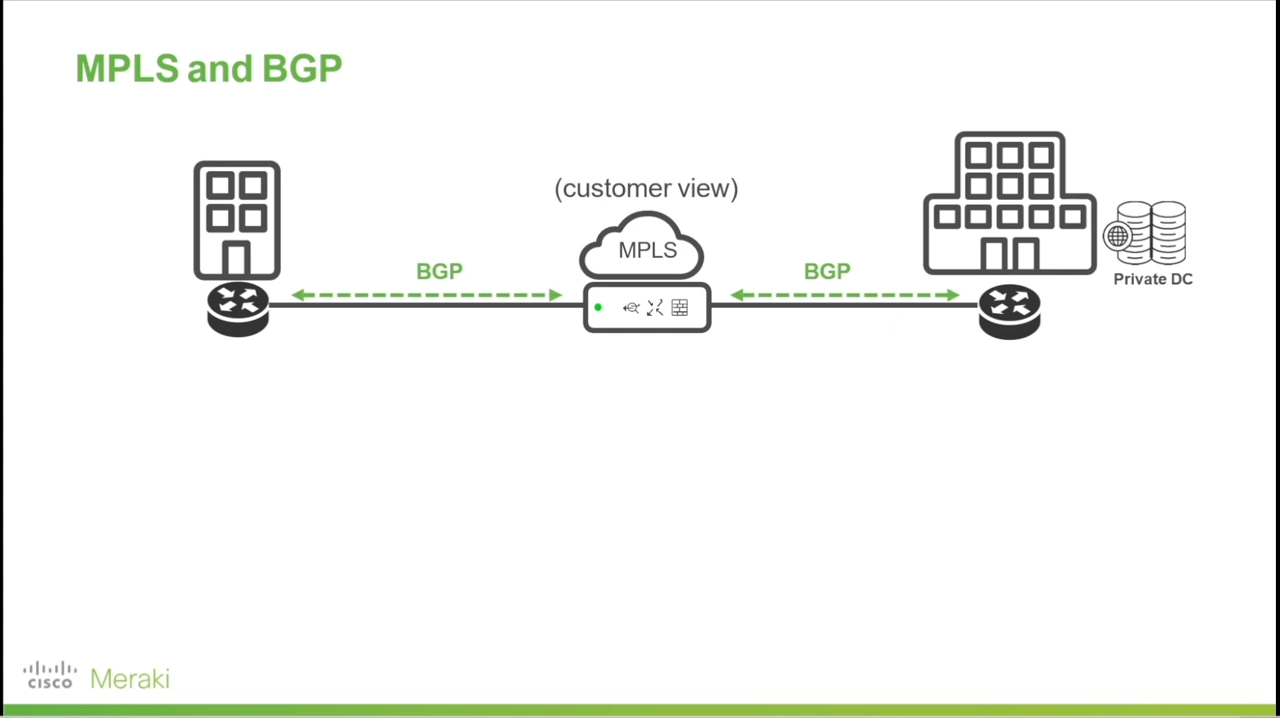 MPLS and BGP
(customer view)
MPLS
BGP
BGP
Private DC
CISCO
Meraki